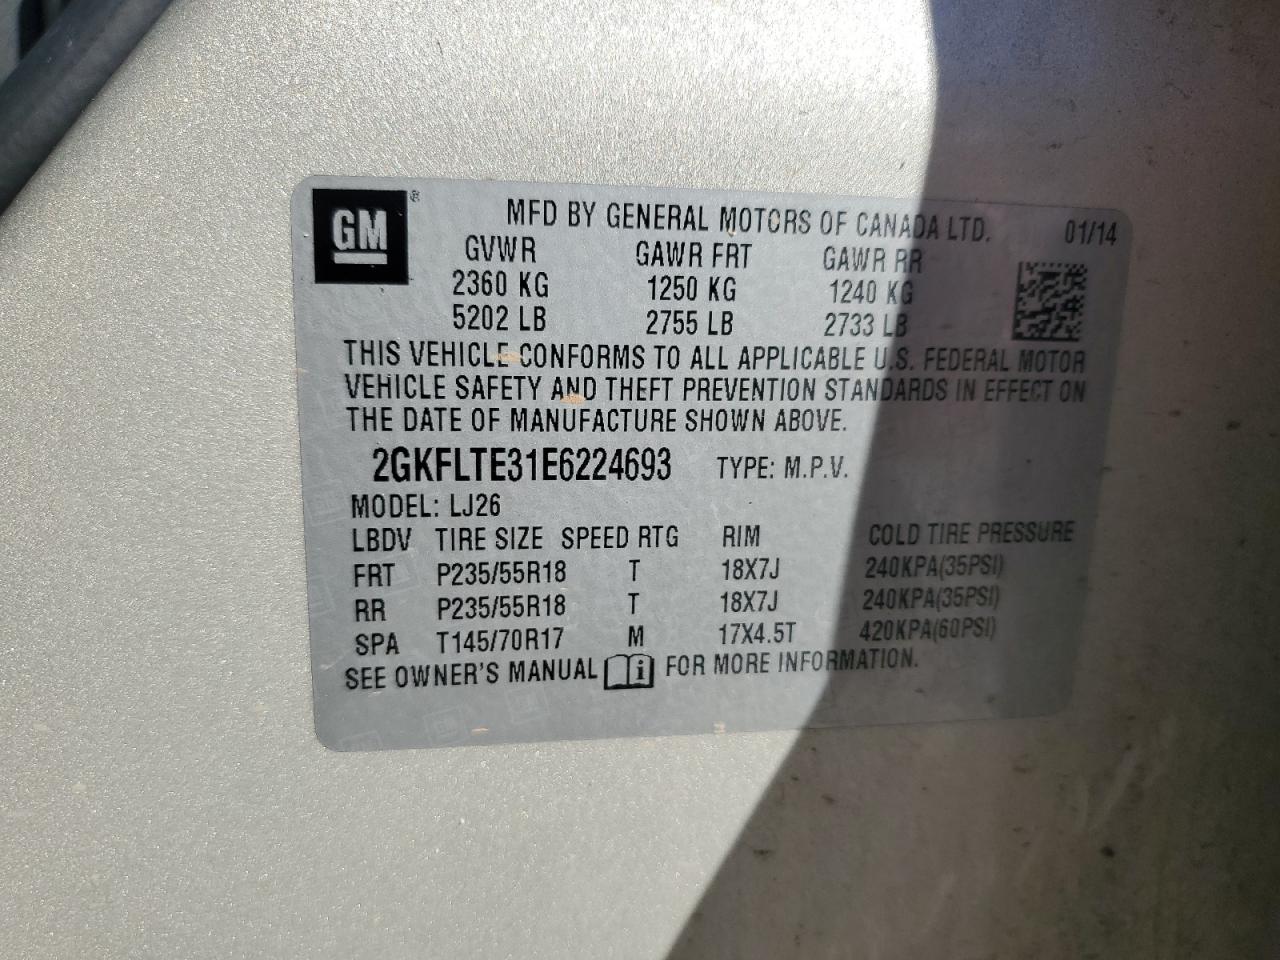 GM ®
MFD BY GENERAL MOTORS OF CANADA LTD. 01/14
GVWR GAWR FRT GAWR RR
2360 KG 1250 KG 1240 KG
5202 LB 2755 LB 2733 LB
THIS VEHICLE CONFORMS TO ALL APPLICABLE U.S. FEDERAL MOTOR
VEHICLE SAFETY AND THEFT PREVENTION STANDARDS IN EFFECT ON
THE DATE OF MANUFACTURE SHOWN ABOVE.
2GKFLTE31E6224693 TYPE: M.P.V.
MODEL: LJ26
LBDV TIRE SIZE SPEED RTG RIM COLD TIRE PRESSURE
FRT P235/55R18 T 18X7J 240KPA(35PSI)
RR P235/55R18 T 18X7J 240KPA(35PSI)
SPA T145/70R17 M 17X4.5T 420KPA(60PSI)
SEE OWNER'S MANUAL i FOR MORE INFORMATION.